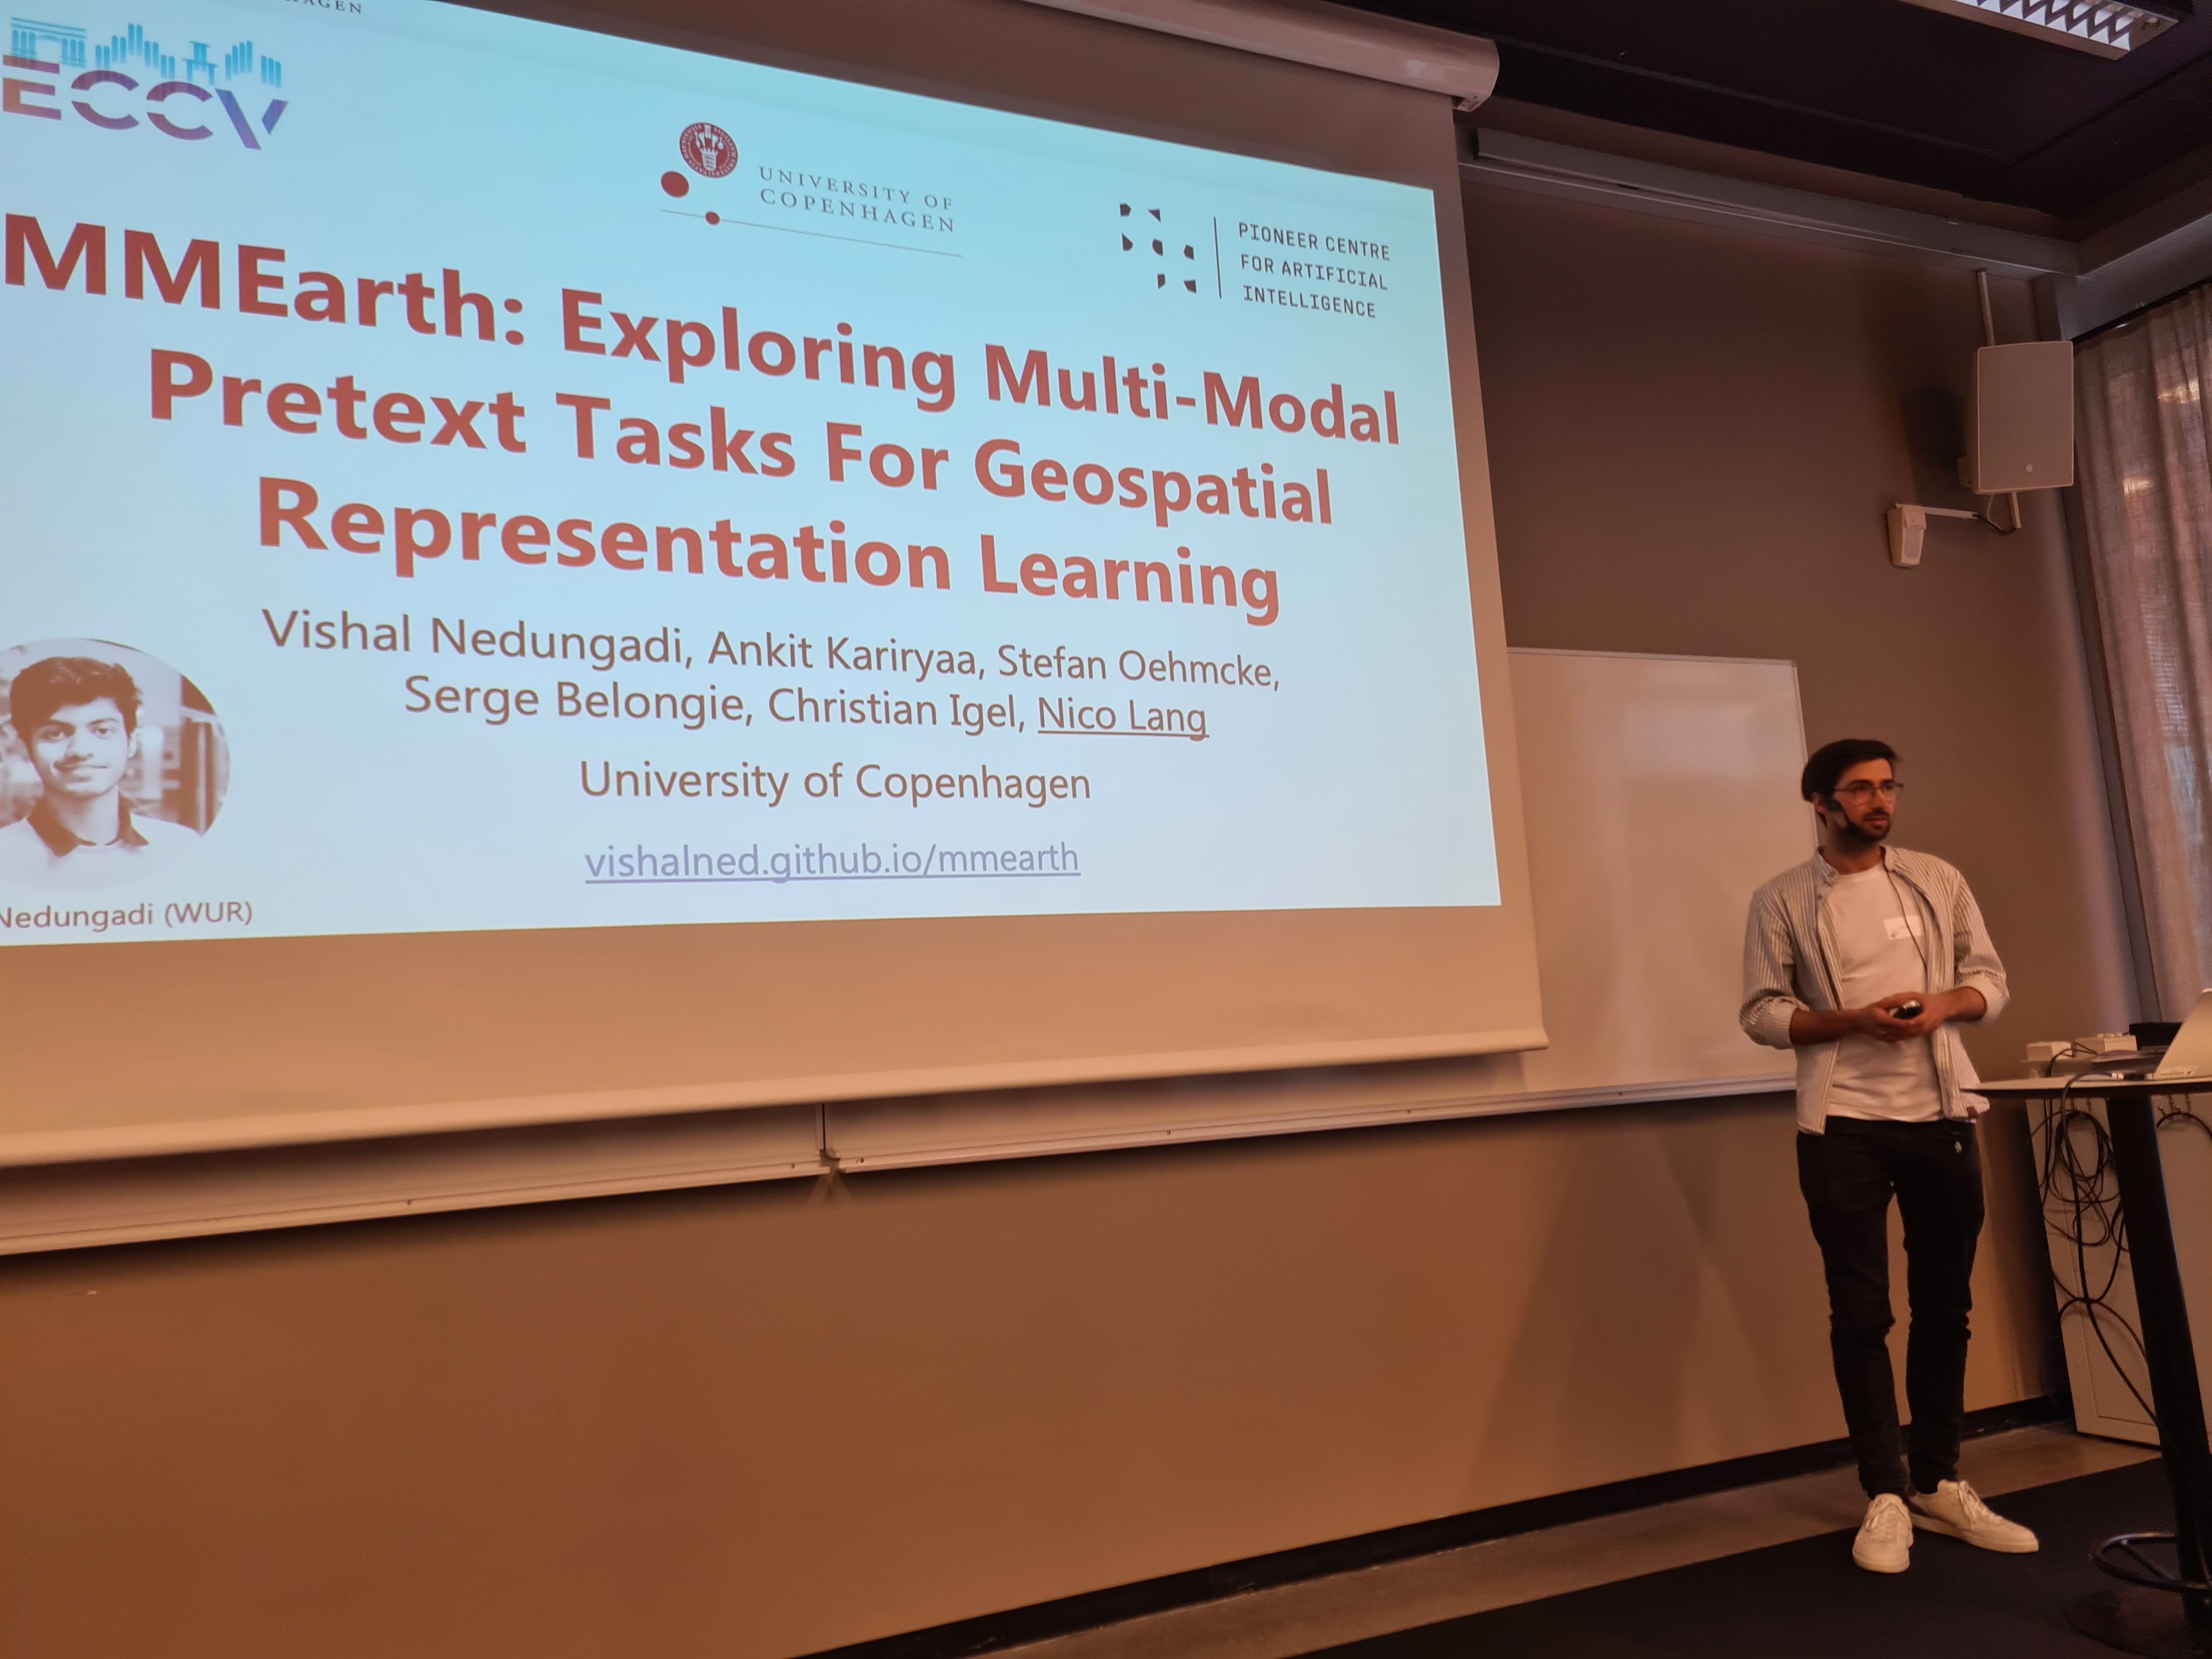 ECCV
UNIVERSITY OF
COPENHAGEN
PIONEER CENTRE
FOR ARTIFICIAL
INTELLIGENCE
MMEarth: Exploring Multi-Modal
Pretext Tasks For Geospatial
Representation Learning
Vishal Nedungadi, Ankit Kariryaa, Stefan Oehmcke,
Serge Belongie, Christian Igel, Nico Lang
University of Copenhagen
vishalned.github.io/mmearth
Nedungadi (WUR)